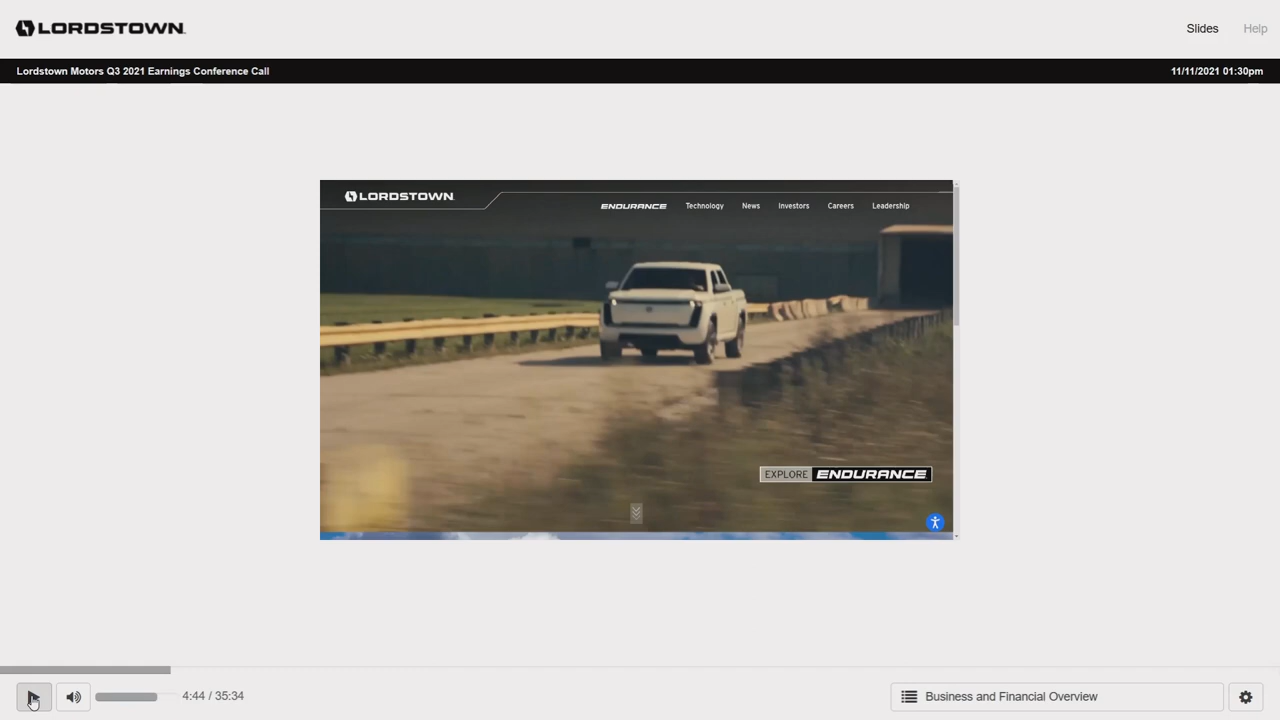 LORDSTOWN
Slides Help
Lordstown Motors Q3 2021 Earnings Conference Call 11/11/2021 01:30pm
LORDSTOWN
ENDURANCE Technology News Investors Careers Leadership
EXPLORE ENDURANCE
4:44 / 35:34 Business and Financial Overview